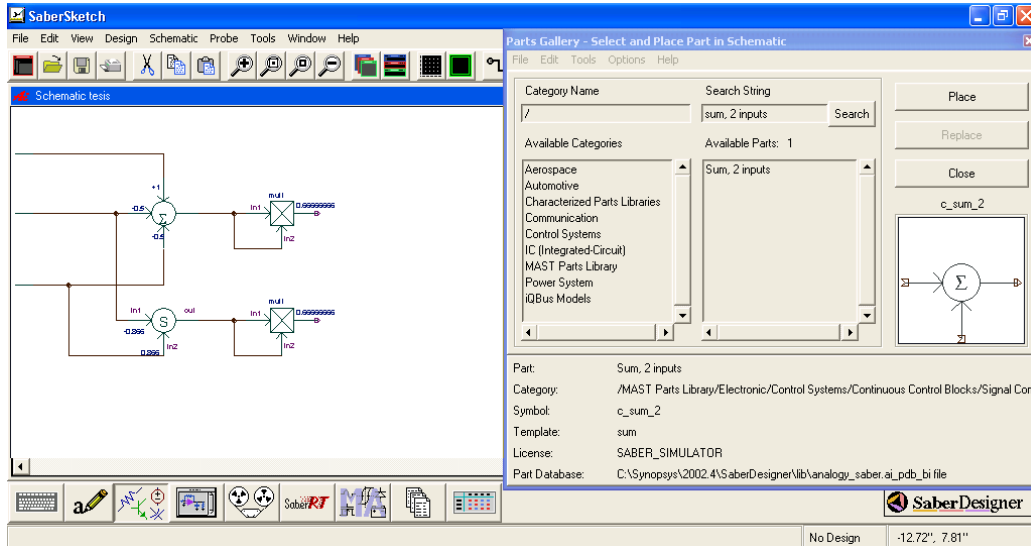 SaberSketch
File Edit View Design Schematic Probe Tools Window Help
Schematic tesis
+1
-0.5
Σ
-0.5
mull
0.66666666
In1
In2
In1
out
S
-0.866
In2
0.866
mull
0.66666666
In1
In2
Parts Gallery - Select and Place Part in Schematic
File Edit Tools Options Help
Category Name
/
Search String
sum, 2 inputs
Search
Available Categories
Aerospace
Automotive
Characterized Parts Libraries
Communication
Control Systems
IC (Integrated-Circuit)
MAST Parts Library
Power System
iQBus Models
Available Parts: 1
Sum, 2 inputs
Place
Replace
Close
c_sum_2
Σ
Part: Sum, 2 inputs
Category: /MAST Parts Library/Electronic/Control Systems/Continuous Control Blocks/Signal Con
Symbol: c_sum_2
Template: sum
License: SABER_SIMULATOR
Part Database: C:\Synopsys\2002.4\SaberDesigner\lib\analogy_saber.ai_pdb_bi file
a
SaberRT
MA
SaberDesigner
No Design
-12.72", 7.81"